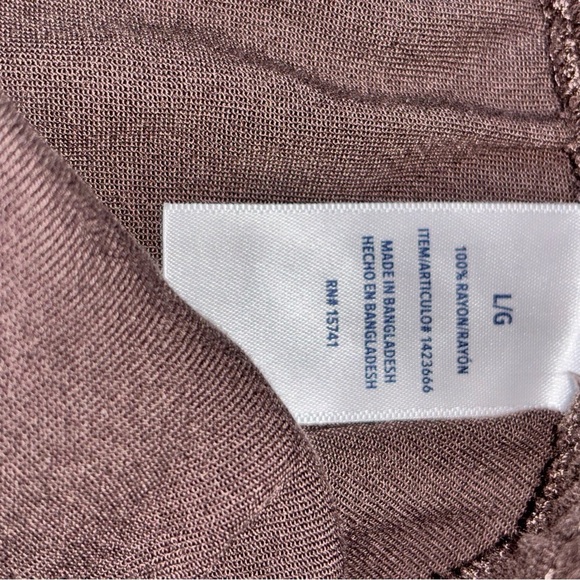 L/G
100% RAYON/RAYÓN
ITEM/ARTICULO# 1423666
MADE IN BANGLADESH
HECHO EN BANGLADESH
RN# 15741